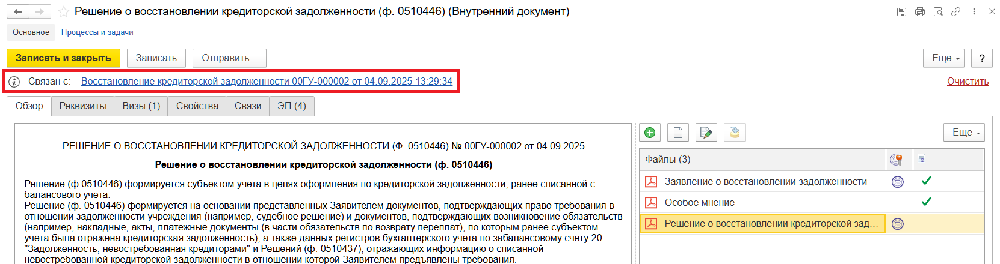 Решение о восстановлении кредиторской задолженности (ф. 0510446) (Внутренний документ)
Основное Процессы и задачи
Записать и закрыть Записать Отправить... Еще ?
Связан с: Восстановление кредиторской задолженности 00ГУ-000002 от 04.09.2025 13:29:34 Очистить
Обзор Реквизиты Визы (1) Свойства Связи ЭП (4)
Еще
РЕШЕНИЕ О ВОССТАНОВЛЕНИИ КРЕДИТОРСКОЙ ЗАДОЛЖЕННОСТИ (Ф. 0510446) № 00ГУ-000002 от 04.09.2025
Решение о восстановлении кредиторской задолженности (ф. 0510446)
Решение (ф.0510446) формируется субъектом учета в целях оформления по кредиторской задолженности, ранее списанной с
балансового учета.
Решение (ф. 0510446) формируется на основании представленных Заявителем документов, подтверждающих право требования в
отношении задолженности учреждения (например, судебное решение) и документов, подтверждающих возникновение обязательств
(например, накладные, акты, платежные документы (в части обязательств по возврату переплат), по которым ранее субъектом
учета была отражена кредиторская задолженность), а также данных регистров бухгалтерского учета по забалансовому счету 20
"Задолженность, невостребованная кредиторами" и Решений (ф. 0510437), отражающих информацию о списанной
невостребованной кредиторской задолженности в отношении которой Заявителем предъявлены требования.
Файлы (3)
Заявление о восстановлении задолженности
Особое мнение
Решение о восстановлении кредиторской зад...